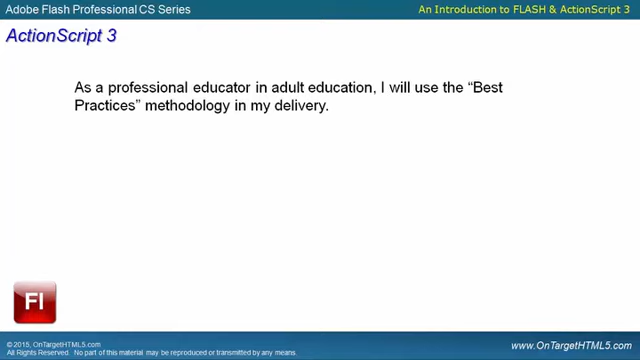 Adobe Flash Professional CS Series
An Introduction to FLASH & ActionScript 3
ActionScript 3
As a professional educator in adult education, I will use the “Best
Practices” methodology in my delivery.
Fl
© 2015, OnTargetHTML5.com
All Rights Reserved. No part of this material may be reproduced or transmitted by any means.
www.OnTargetHTML5.com